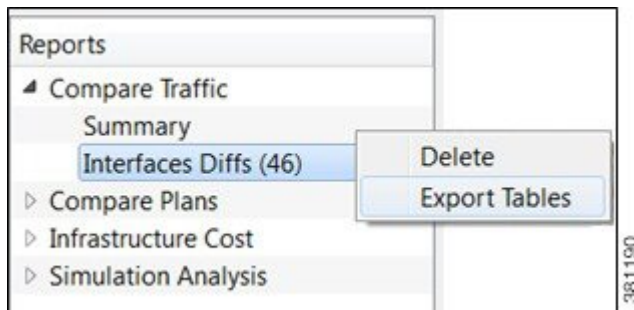 Reports
Compare Traffic
Summary
Interfaces Diffs (46)
Delete
Export Tables
Compare Plans
Infrastructure Cost
Simulation Analysis
381190